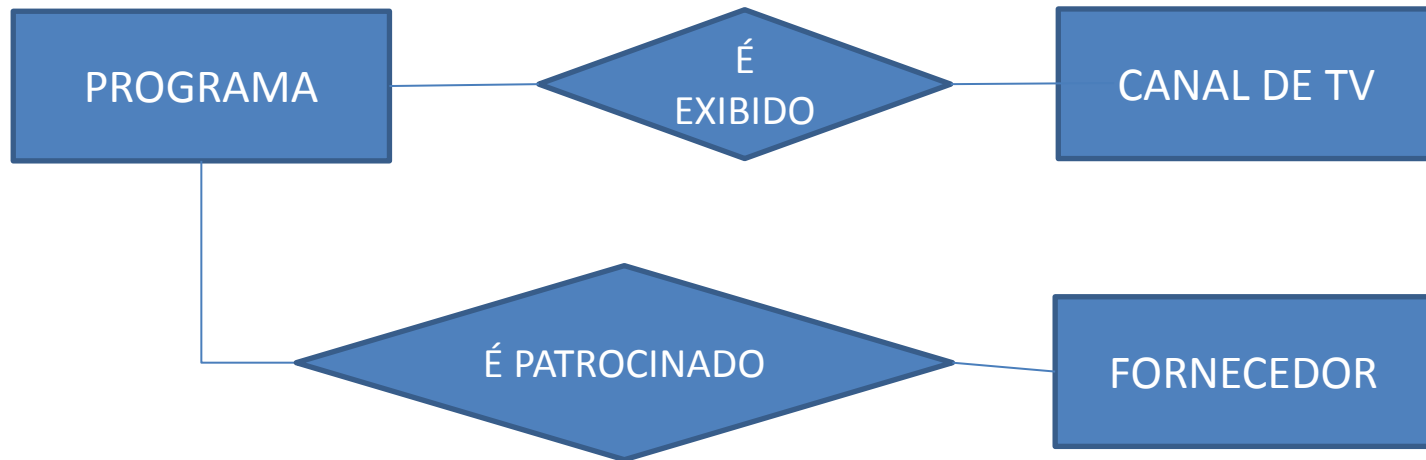 PROGRAMA
É
EXIBIDO
CANAL DE TV
É PATROCINADO
FORNECEDOR